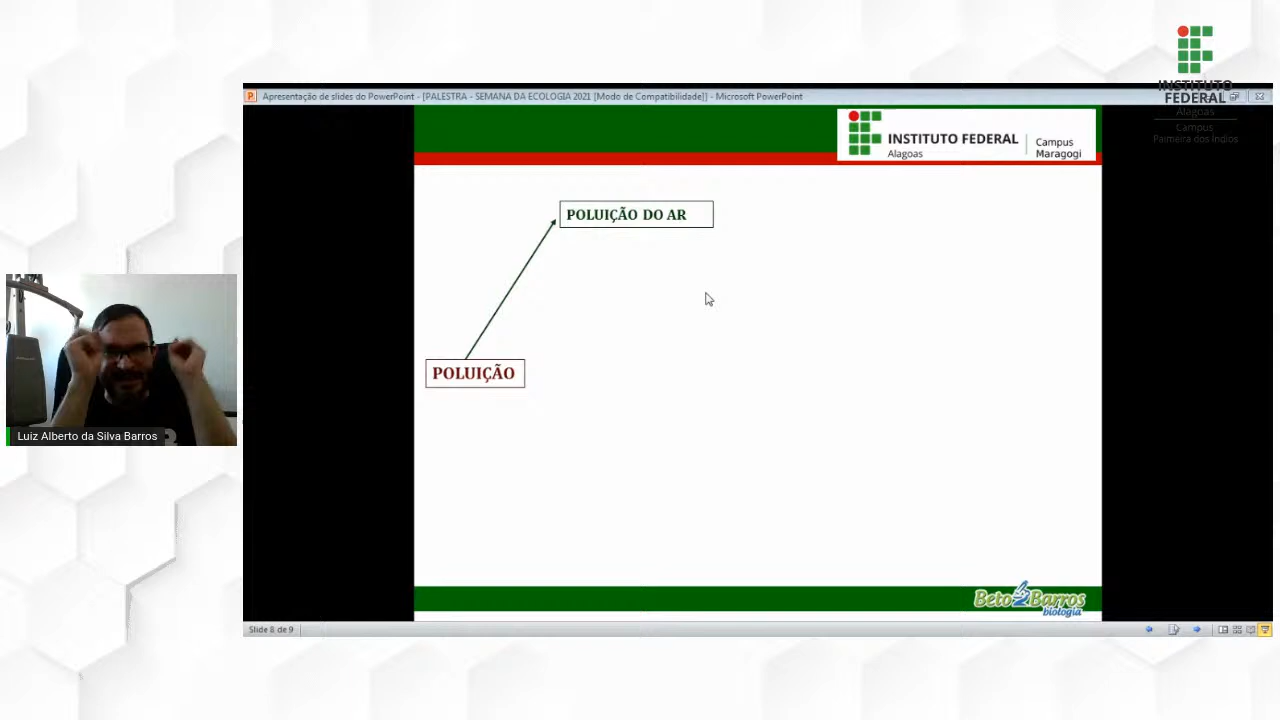 INSTITUTO
FEDERAL
Alagoas
Campus
Palmeira dos Índios
Apresentação de slides do PowerPoint - [PALESTRA - SEMANA DA ECOLOGIA 2021 [Modo de Compatibilidade]] - Microsoft PowerPoint
INSTITUTO FEDERAL
Alagoas
Campus
Maragogi
POLUIÇÃO DO AR
POLUIÇÃO
Luiz Alberto da Silva Barros
Beto Barros
biologia
Slide 8 de 9